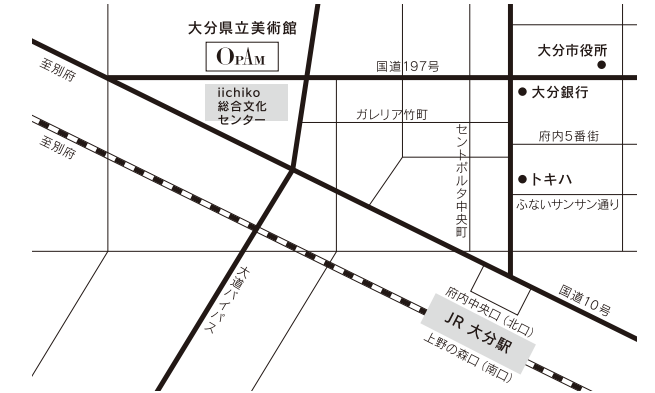 大分県立美術館
OPAM
至別府
国道197号
大分市役所
iichiko
総合文化
センター
大分銀行
ガレリア竹町
セントポルタ中央町
府内5番街
至別府
トキハ
ふないサンサン通り
大道バイパス
府内中央口(北口)
国道10号
JR 大分駅
上野の森口(南口)